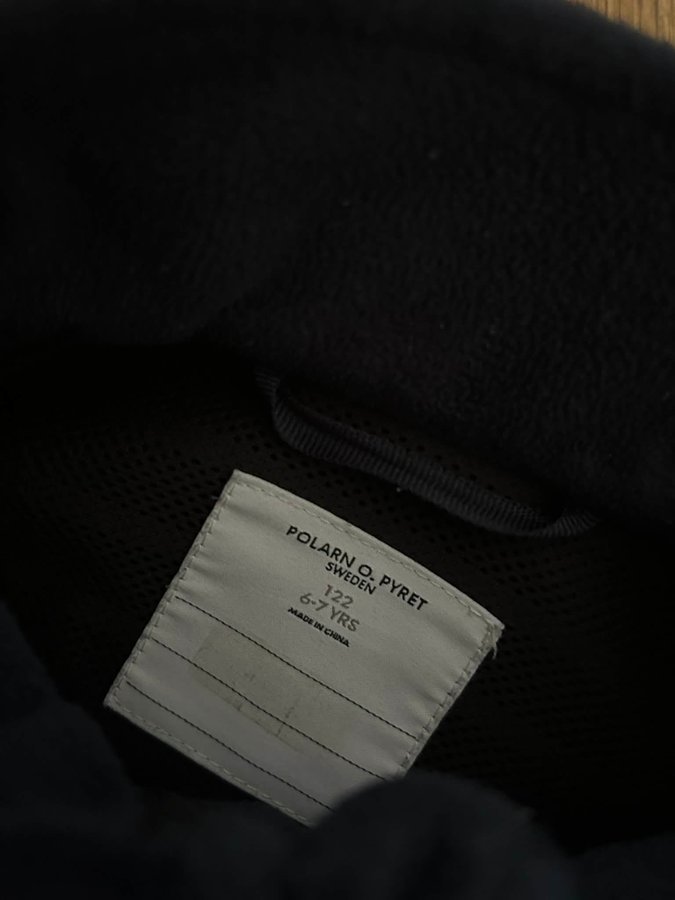 POLARN O. PYRET
SWEDEN
122
6-7 YRS
MADE IN CHINA